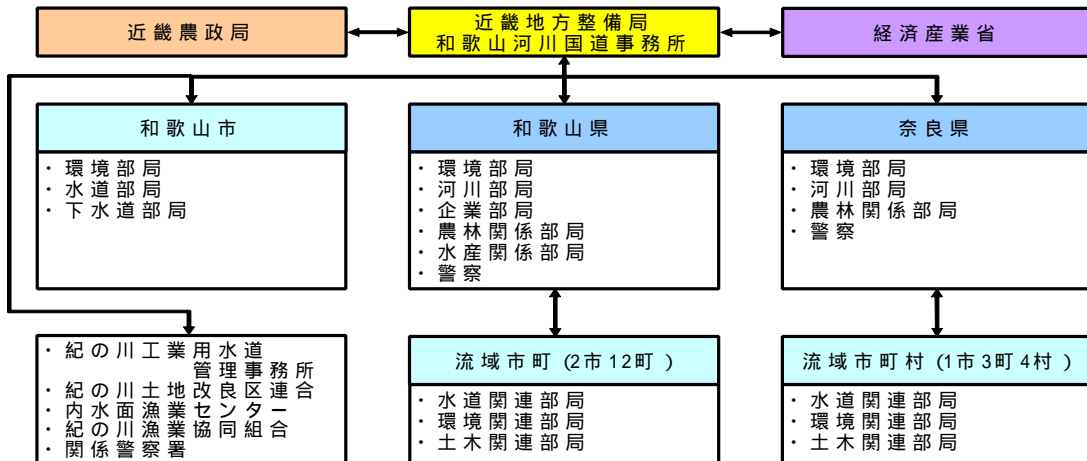 近畿農政局
近畿地方整備局
和歌山河川国道事務所
経済産業省
和歌山市
・環境部局
・水道部局
・下水道部局
和歌山県
・環境部局
・河川部局
・企業部局
・農林関係部局
・水産関係部局
・警察
奈良県
・環境部局
・河川部局
・農林関係部局
・警察
・紀の川工業用水道
管理事務所
・紀の川土地改良区連合
・内水面漁業センター
・紀の川漁業協同組合
・関係警察署
流域市町(2市12町)
・水道関連部局
・環境関連部局
・土木関連部局
流域市町村(1市3町4村)
・水道関連部局
・環境関連部局
・土木関連部局